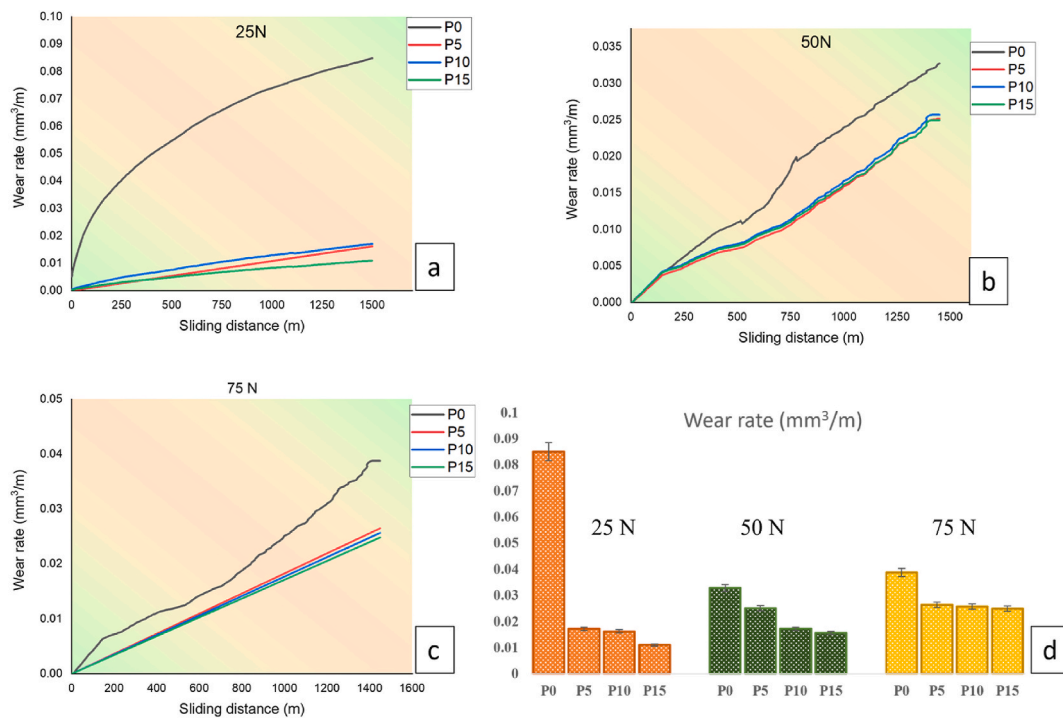 25N
P0
P5
P10
P15
0.10
0.09
0.08
0.07
0.06
0.05
0.04
0.03
0.02
0.01
0.00
Wear rate (mm³/m)
0 250 500 750 1000 1250 1500
Sliding distance (m)
a
50N
P0
P5
P10
P15
0.035
0.030
0.025
0.020
0.015
0.010
0.005
0.000
Wear rate (mm³/m)
0 250 500 750 1000 1250 1500
Sliding distance (m)
b
75 N
P0
P5
P10
P15
0.05
0.04
0.03
0.02
0.01
0.00
Wear rate (mm³/m)
0 200 400 600 800 1000 1200 1400 1600
Sliding distance (m)
c
Wear rate (mm³/m)
0.1
0.09
0.08
0.07
0.06
0.05
0.04
0.03
0.02
0.01
0
25 N 50 N 75 N
P0 P5 P10 P15 P0 P5 P10 P15 P0 P5 P10 P15
d